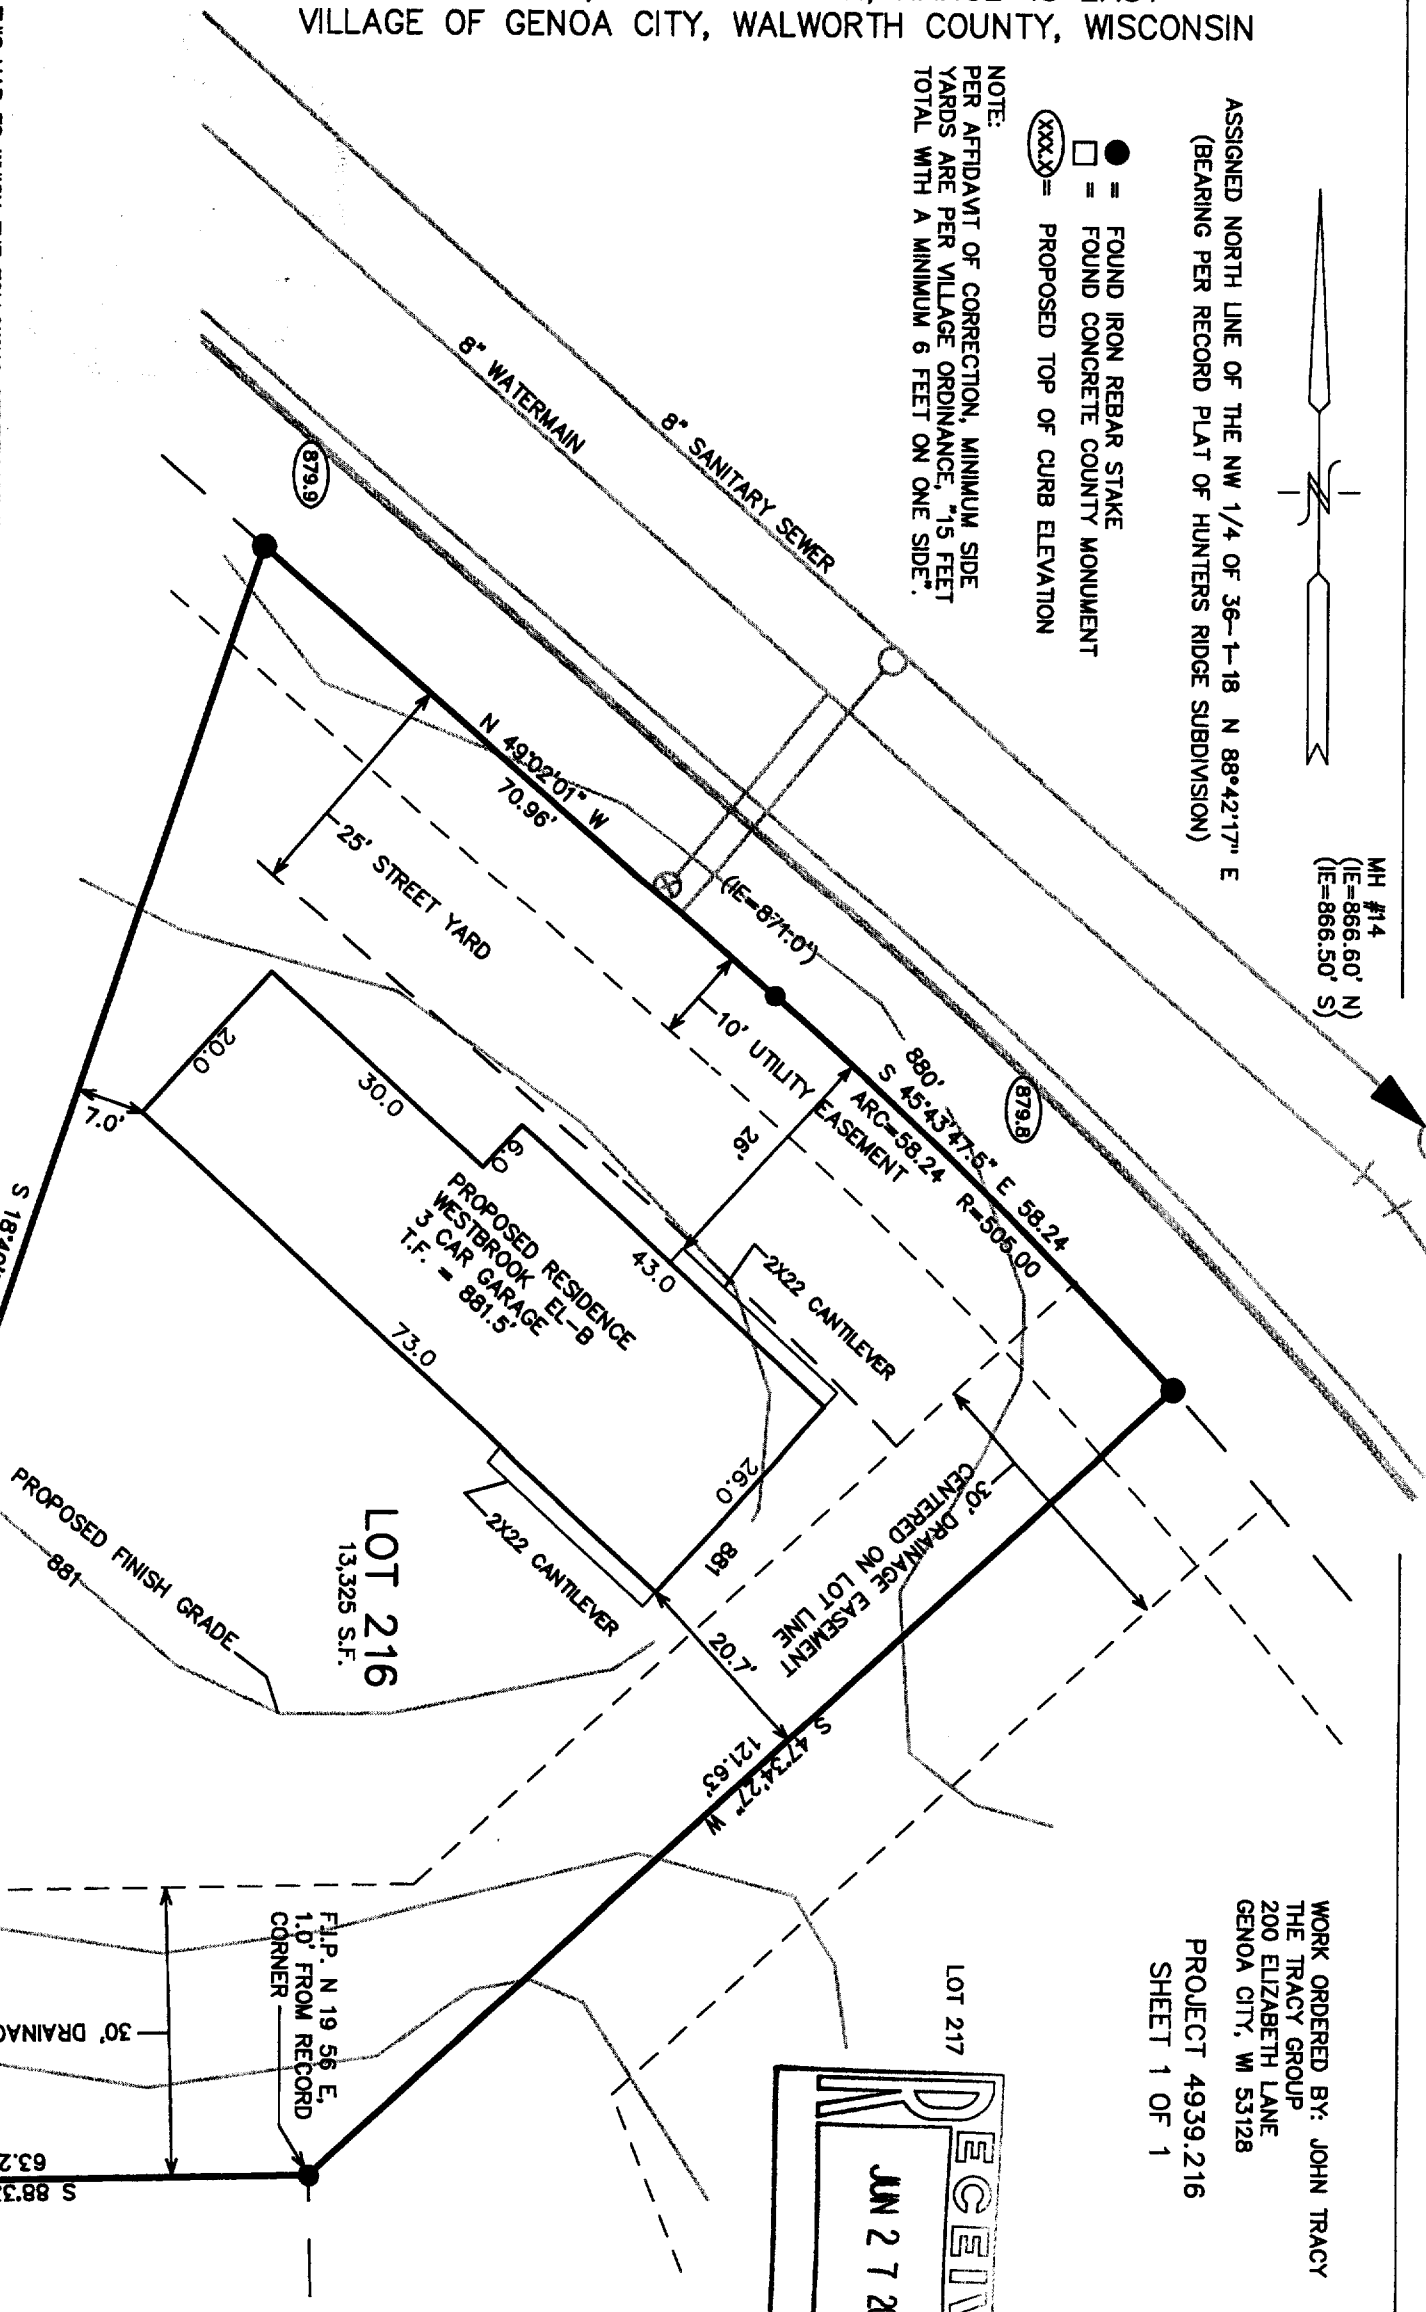 VILLAGE OF GENOA CITY, WALWORTH COUNTY, WISCONSIN
ASSIGNED NORTH LINE OF THE NW 1/4 OF 36-1-18 N 88°42'17" E
(BEARING PER RECORD PLAT OF HUNTERS RIDGE SUBDIVISION)
● = FOUND IRON REBAR STAKE
□ = FOUND CONCRETE COUNTY MONUMENT
XXX.X = PROPOSED TOP OF CURB ELEVATION
NOTE:
PER AFFIDAVIT OF CORRECTION, MINIMUM SIDE
YARDS ARE PER VILLAGE ORDINANCE, "15 FEET
TOTAL WITH A MINIMUM 6 FEET ON ONE SIDE".
MH #14
(IE=866.60' N)
(IE=866.50' S)
WORK ORDERED BY: JOHN TRACY
THE TRACY GROUP
200 ELIZABETH LANE
GENOA CITY, WI 53128
PROJECT 4939.216
SHEET 1 OF 1
8" SANITARY SEWER
8" WATERMAIN
879.9
N 49°02'01" W
70.96'
(IE=871.0')
880'
879.8
S 45°43'47.5" E 58.24
ARC=58.24 R=505.00
25' STREET YARD
10' UTILITY EASEMENT
26'
2X22 CANTILEVER
20.0
30.0
6.0
43.0
26.0
73.0
7.0'
PROPOSED RESIDENCE
WESTBROOK EL-B
3 CAR GARAGE
T.F. = 881.5'
2X22 CANTILEVER
881
20.7'
30' DRAINAGE EASEMENT
CENTERED ON LOT LINE
S 47°34'27" W
121.63'
LOT 216
13,325 S.F.
PROPOSED FINISH GRADE
881
LOT 217
F.I.P. N 19 56 E,
1.0' FROM RECORD
CORNER
30' DRAINAG
63.2
S 88°3
S 18°4
RECEIV
JUN 27 2